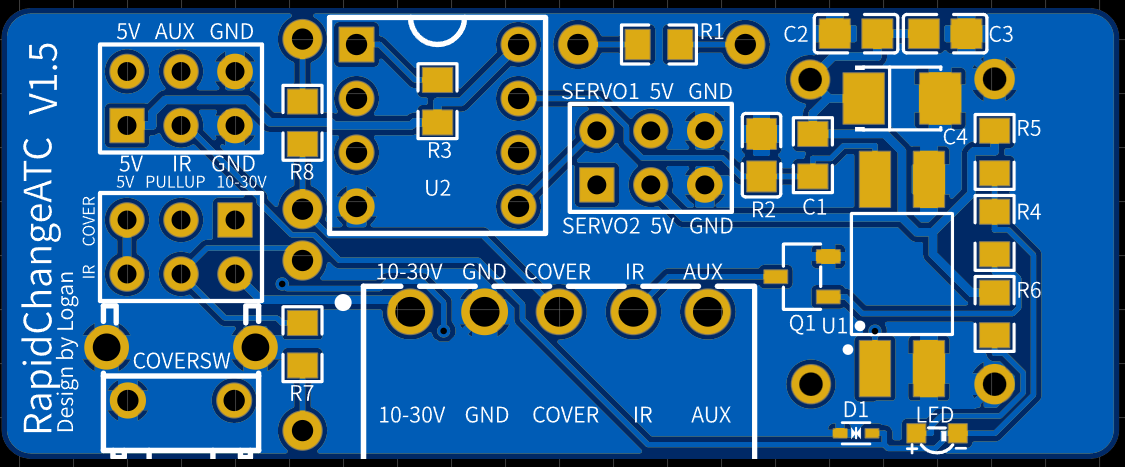 5V AUX GND
5V IR GND
5V PULLUP 10-30V
COVER
IR
RapidChangeATC V1.5
Design by Logan
COVERSW
R8
R7
R3
U2
R1
C2
C3
C4
SERVO1 5V GND
SERVO2 5V GND
R2
C1
R5
R4
R6
10-30V GND COVER IR AUX
10-30V GND COVER IR AUX
Q1
U1
D1
LED
+ -